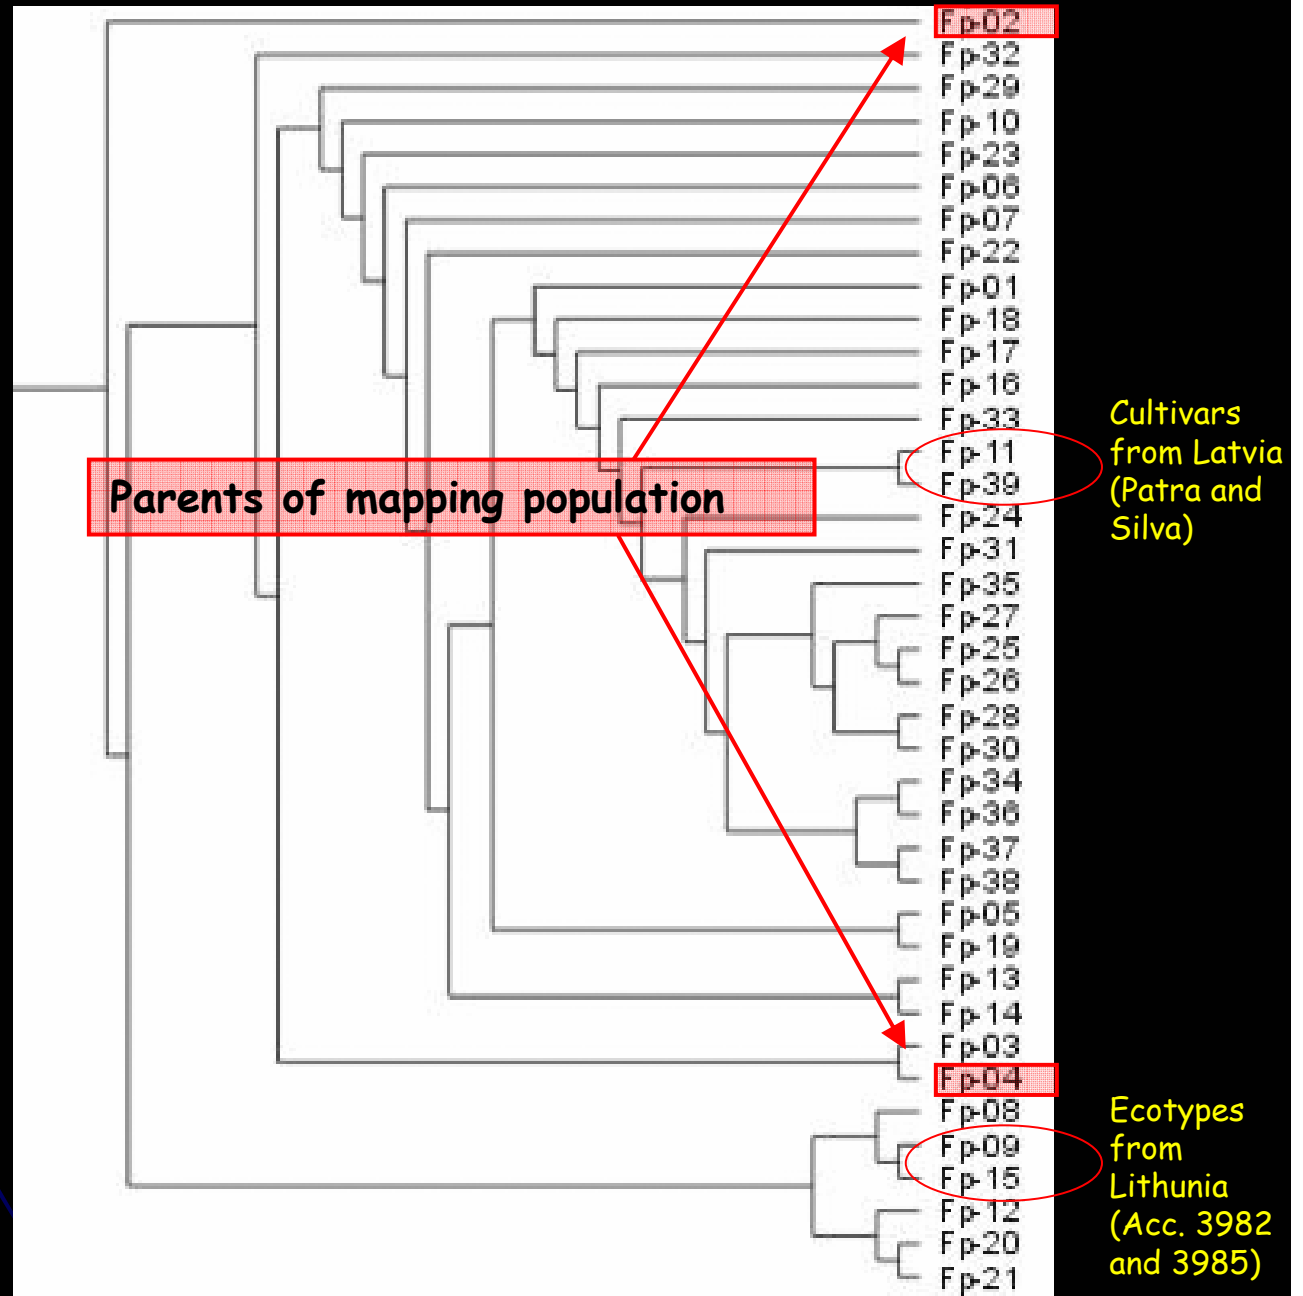 Fp-02
Fp-32
Fp-29
Fp-10
Fp-23
Fp-06
Fp-07
Fp-22
Fp-01
Fp-18
Fp-17
Fp-16
Fp-33
Fp-11
Fp-39
Fp-24
Fp-31
Fp-35
Fp-27
Fp-25
Fp-26
Fp-28
Fp-30
Fp-34
Fp-36
Fp-37
Fp-38
Fp-05
Fp-19
Fp-13
Fp-14
Fp-03
Fp-04
Fp-08
Fp-09
Fp-15
Fp-12
Fp-20
Fp-21
Parents of mapping population
Cultivars
from Latvia
(Patra and
Silva)
Ecotypes
from
Lithunia
(Acc. 3982
and 3985)